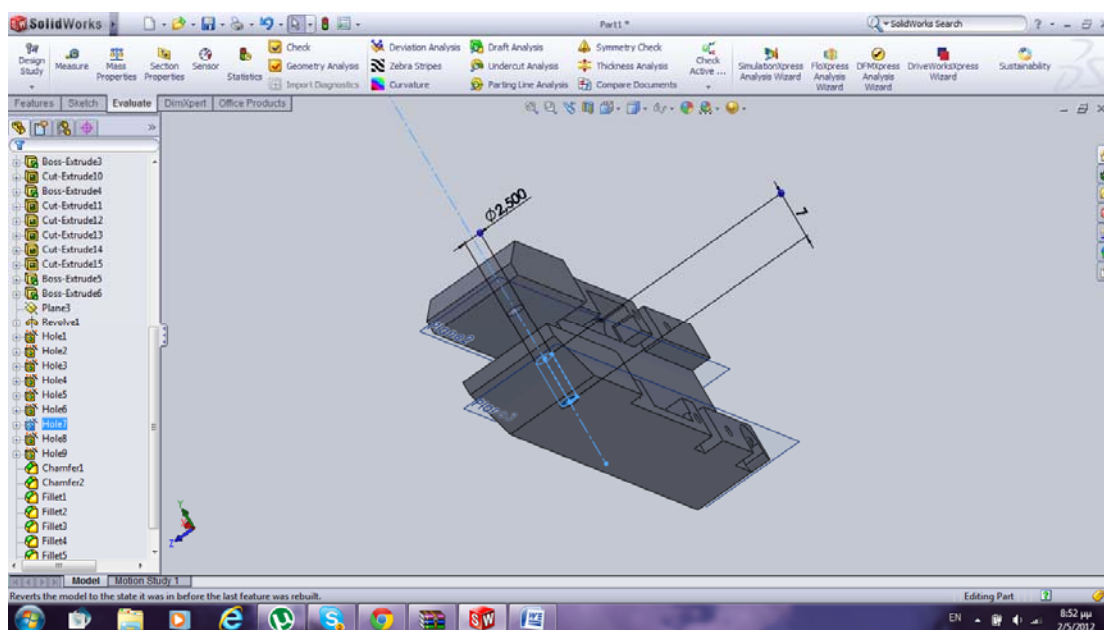 SolidWorks
Part1 *
SolidWorks Search
Design Study
Measure
Mass Properties
Section Properties
Sensor
Statistics
Check
Geometry Analysis
Import Diagnostics
Deviation Analysis
Zebra Stripes
Curvature
Draft Analysis
Undercut Analysis
Parting Line Analysis
Symmetry Check
Thickness Analysis
Compare Documents
Check Active ...
SimulationXpress Analysis Wizard
FloXpress Analysis Wizard
DFMXpress Analysis Wizard
DriveWorksXpress Wizard
Sustainability
Features Sketch Evaluate DimXpert Office Products
Boss-Extrude3
Cut-Extrude10
Boss-Extrude4
Cut-Extrude11
Cut-Extrude12
Cut-Extrude13
Cut-Extrude14
Cut-Extrude15
Boss-Extrude5
Boss-Extrude6
Plane3
Revolve1
Hole1
Hole2
Hole3
Hole4
Hole5
Hole6
Hole7
Hole8
Hole9
Chamfer1
Chamfer2
Fillet1
Fillet2
Fillet3
Fillet4
Fillet5
Ø2,500
7
Plane2
Plane3
Y
Z
Model Motion Study 1
Reverts the model to the state it was in before the last feature was rebuilt.
Editing Part
EN
8:52 μμ
2/5/2012